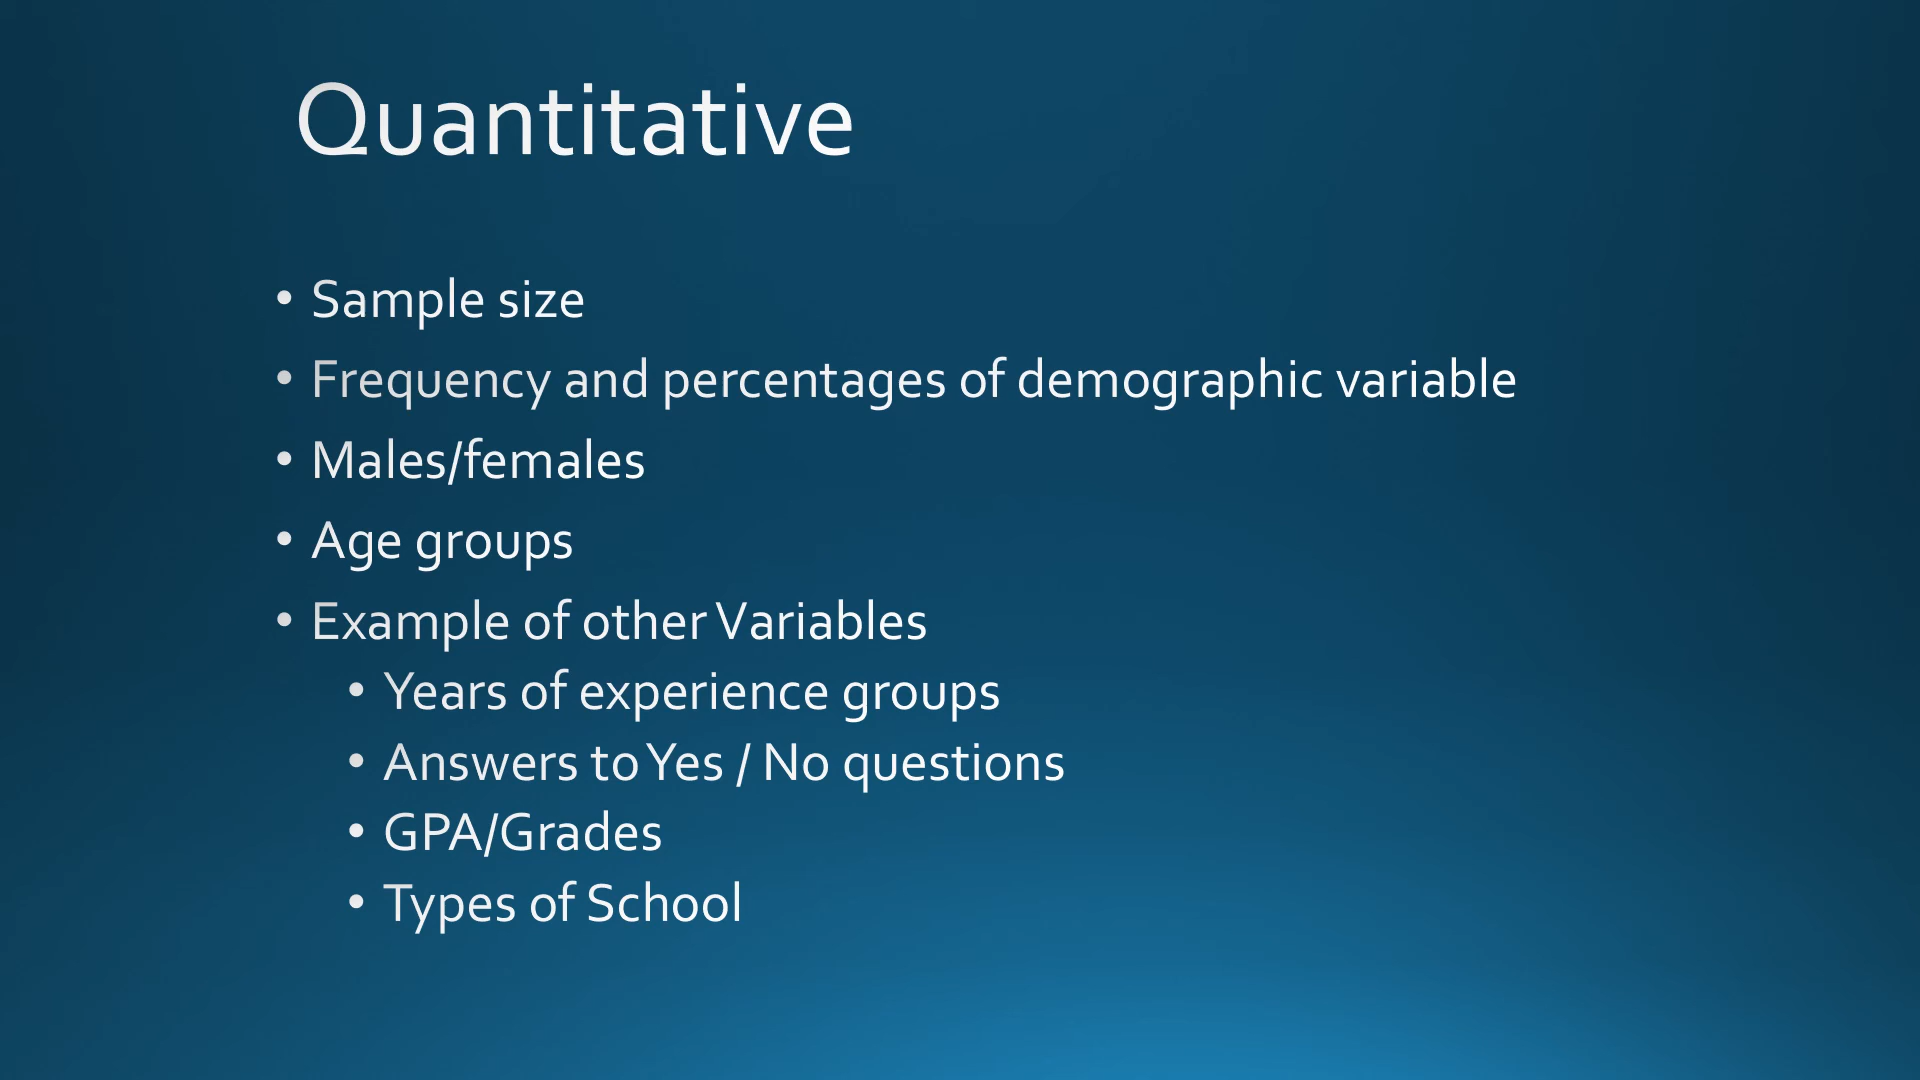 Quantitative
• Sample size
• Frequency and percentages of demographic variable
• Males/females
• Age groups
• Example of other Variables
• Years of experience groups
• Answers to Yes / No questions
• GPA/Grades
• Types of School